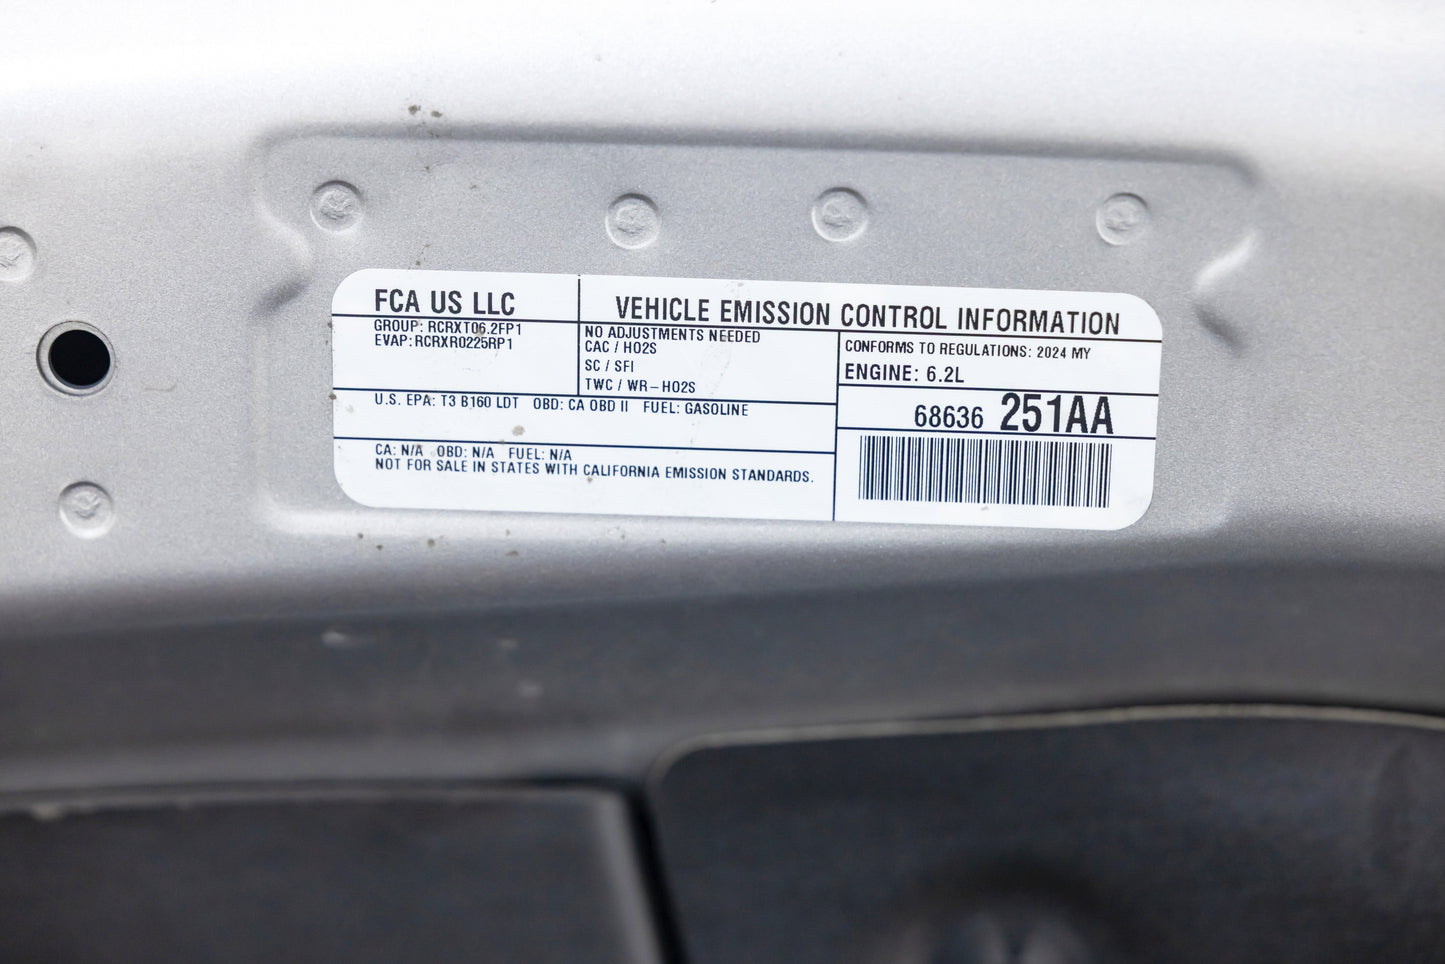 FCA US LLC
VEHICLE EMISSION CONTROL INFORMATION
GROUP: RCRXT06.2FP1
EVAP: RCRXR0225RP1
NO ADJUSTMENTS NEEDED
CAC / HO2S
SC / SFI
TWC / WR-HO2S
CONFORMS TO REGULATIONS: 2024 MY
ENGINE: 6.2L
68636 251AA
U.S. EPA: T3 B160 LDT OBD: CA OBD II FUEL: GASOLINE
CA: N/A OBD: N/A FUEL: N/A
NOT FOR SALE IN STATES WITH CALIFORNIA EMISSION STANDARDS.